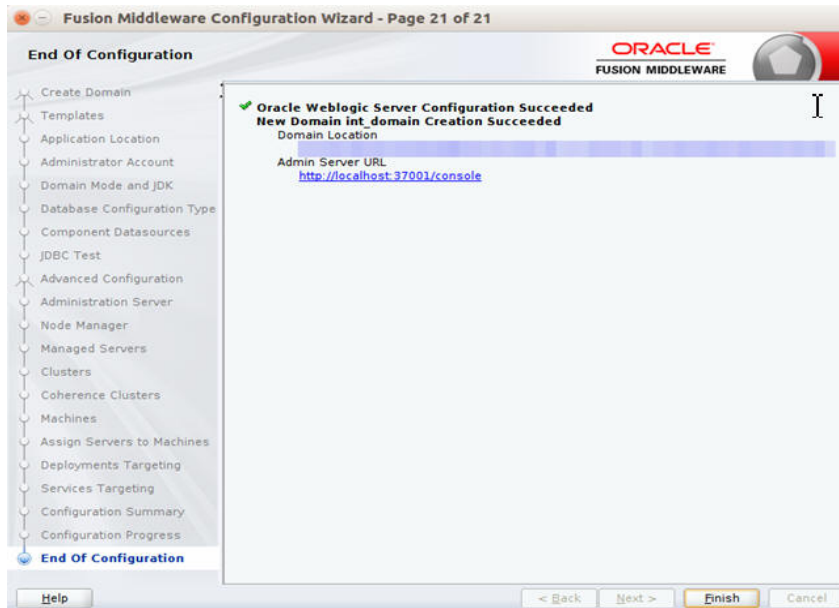 Fusion Middleware Configuration Wizard - Page 21 of 21
End Of Configuration
ORACLE
FUSION MIDDLEWARE
Create Domain
Templates
Application Location
Administrator Account
Domain Mode and JDK
Database Configuration Type
Component Datasources
JDBC Test
Advanced Configuration
Administration Server
Node Manager
Managed Servers
Clusters
Coherence Clusters
Machines
Assign Servers to Machines
Deployments Targeting
Services Targeting
Configuration Summary
Configuration Progress
End Of Configuration
Oracle Weblogic Server Configuration Succeeded
New Domain int_domain Creation Succeeded
Domain Location
Admin Server URL
http://localhost:37001/console
Help
< Back
Next >
Finish
Cancel